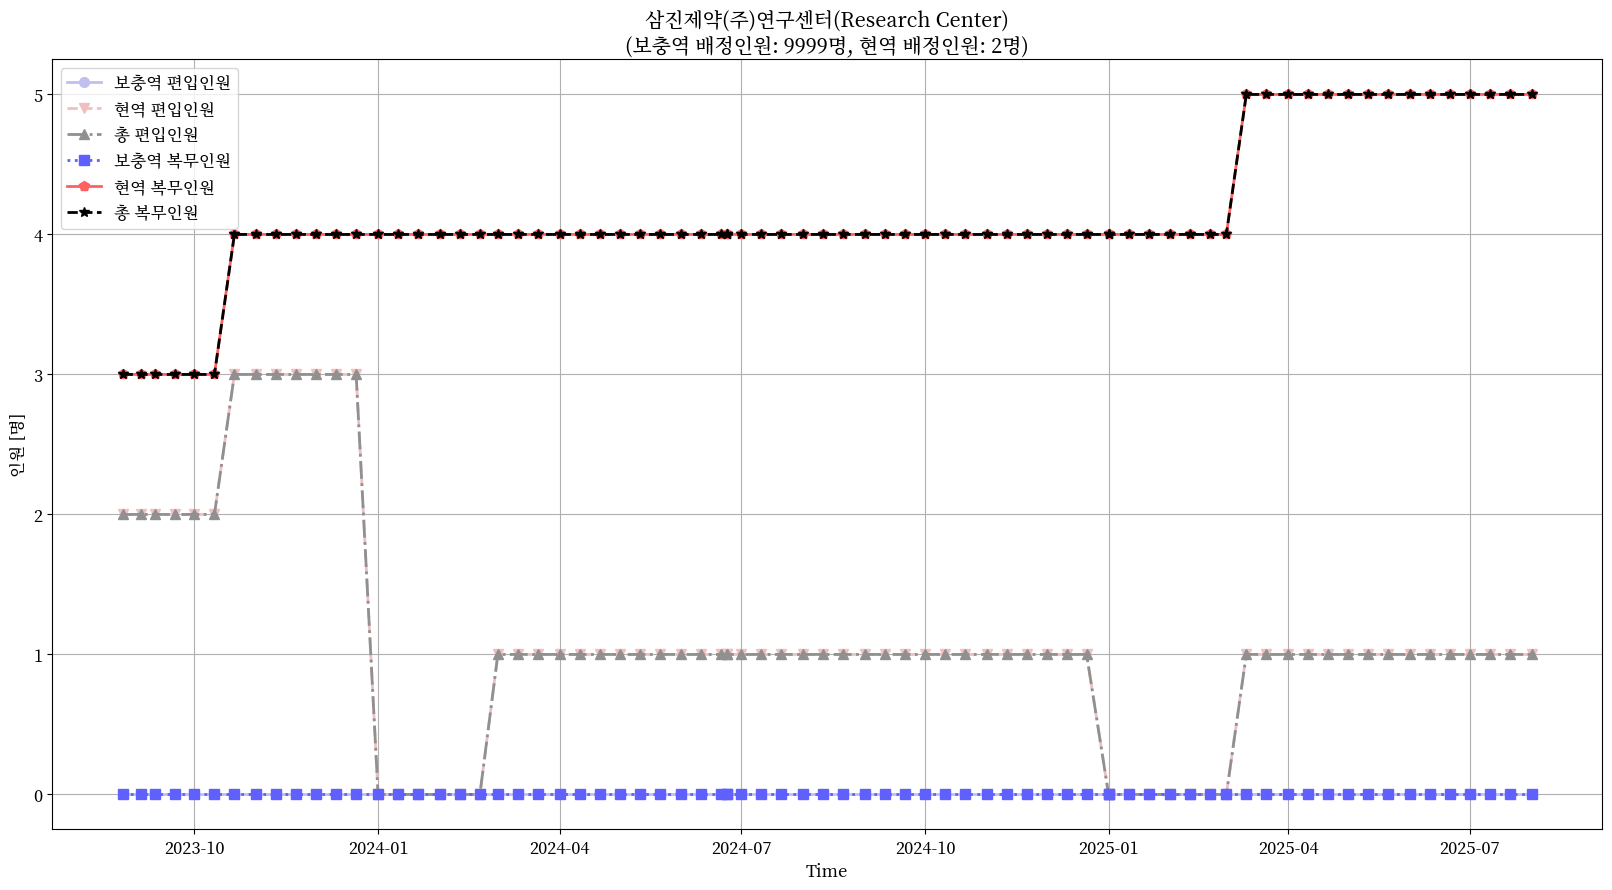 삼진제약(주)연구센터(Research Center)
(보충역 배정인원: 9999명, 현역 배정인원: 2명)
보충역 편입인원
현역 편입인원
총 편입인원
보충역 복무인원
현역 복무인원
총 복무인원
인원 [명]
5
4
3
2
1
0
2023-10
2024-01
2024-04
2024-07
2024-10
2025-01
2025-04
2025-07
Time